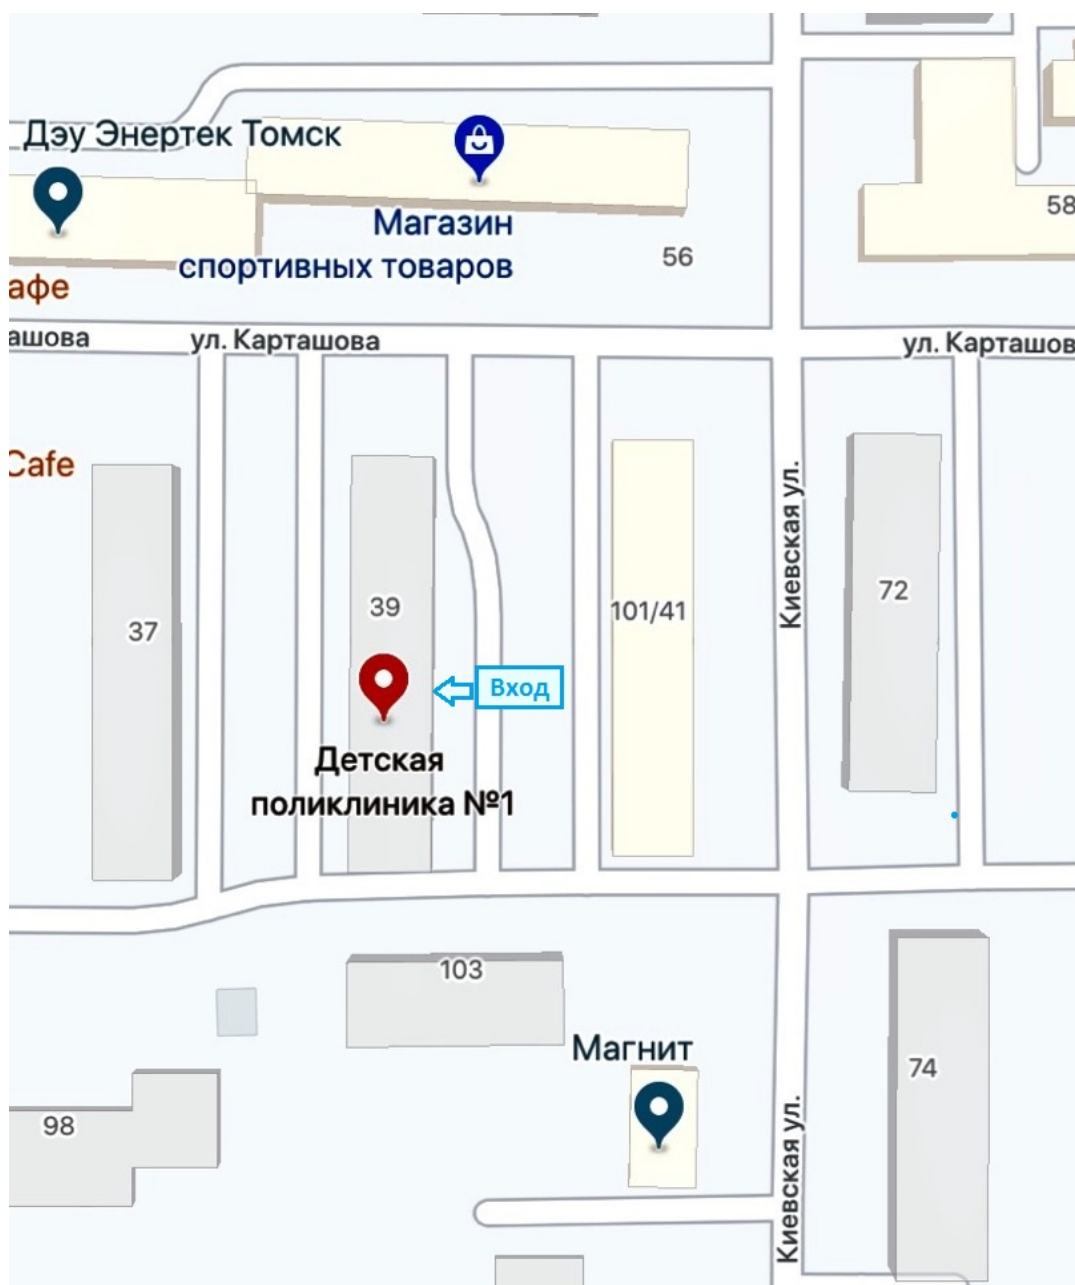 Дэу Энертек Томск
Магазин
спортивных товаров
56
58
афе
ашова
ул. Карташова
ул. Карташов
Cafe
Киевская ул.
37
39
101/41
72
Вход
Детская
поликлиника №1
103
Магнит
74
98
Киевская ул.